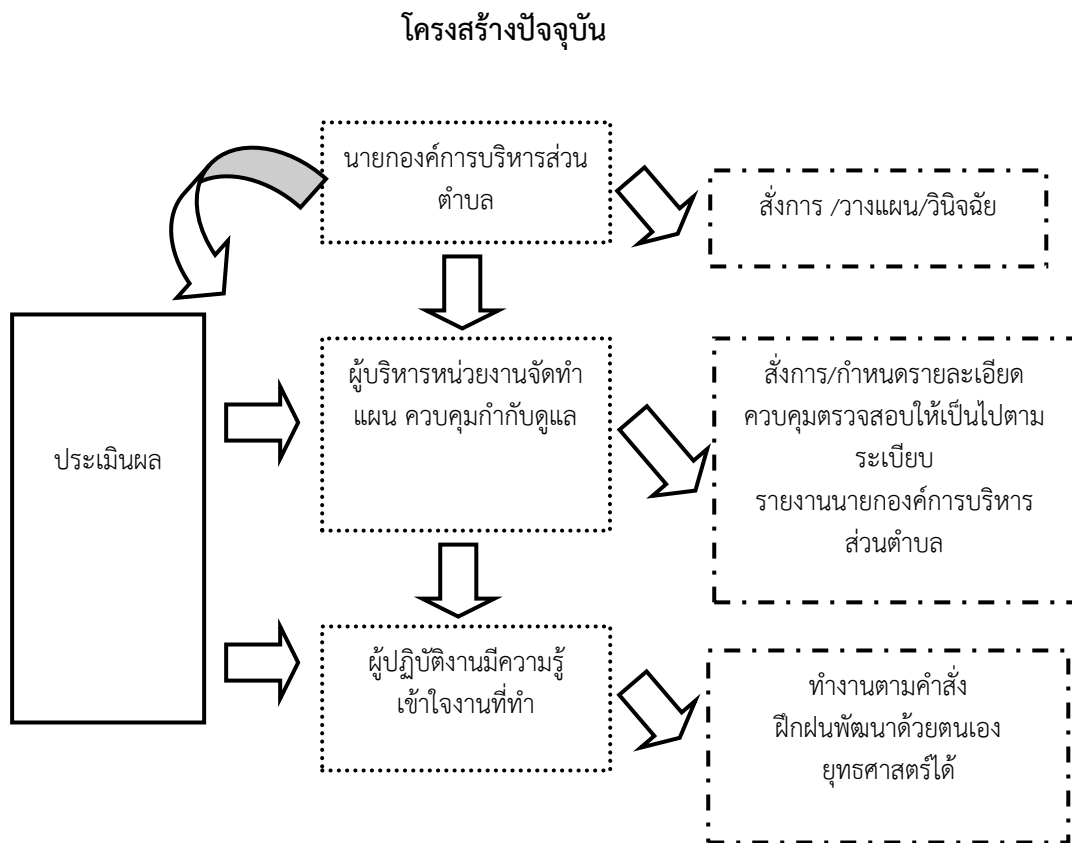 โครงสร้างปัจจุบัน
นายกองค์การบริหารส่วน
ตำบล
สั่งการ /วางแผน/วินิจฉัย
ประเมินผล
ผู้บริหารหน่วยงานจัดทำ
แผน ควบคุมกำกับดูแล
สั่งการ/กำหนดรายละเอียด
ควบคุมตรวจสอบให้เป็นไปตาม
ระเบียบ
รายงานนายกองค์การบริหาร
ส่วนตำบล
ผู้ปฏิบัติงานมีความรู้
เข้าใจงานที่ทำ
ทำงานตามคำสั่ง
ฝึกฝนพัฒนาด้วยตนเอง
ยุทธศาสตร์ได้